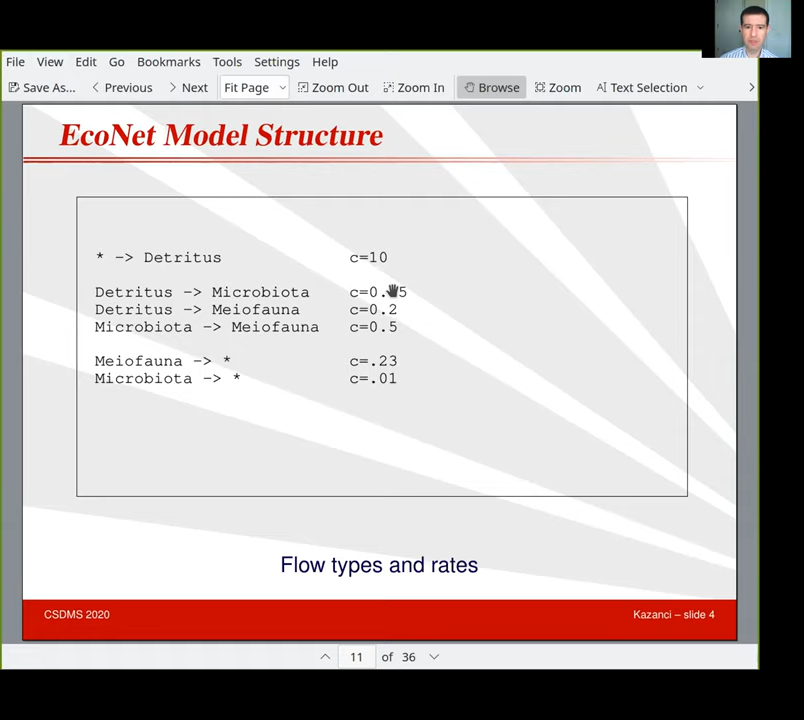 File View Edit Go Bookmarks Tools Settings Help
Save As... Previous Next Fit Page Zoom Out Zoom In Browse Zoom Text Selection
EcoNet Model Structure
* -> Detritus c=10
Detritus -> Microbiota
Detritus -> Meiofauna c=0.2
Microbiota -> Meiofauna c=0.5
Meiofauna -> * c=.23
Microbiota -> * c=.01
Flow types and rates
CSDMS 2020 Kazanci – slide 4
11 of 36